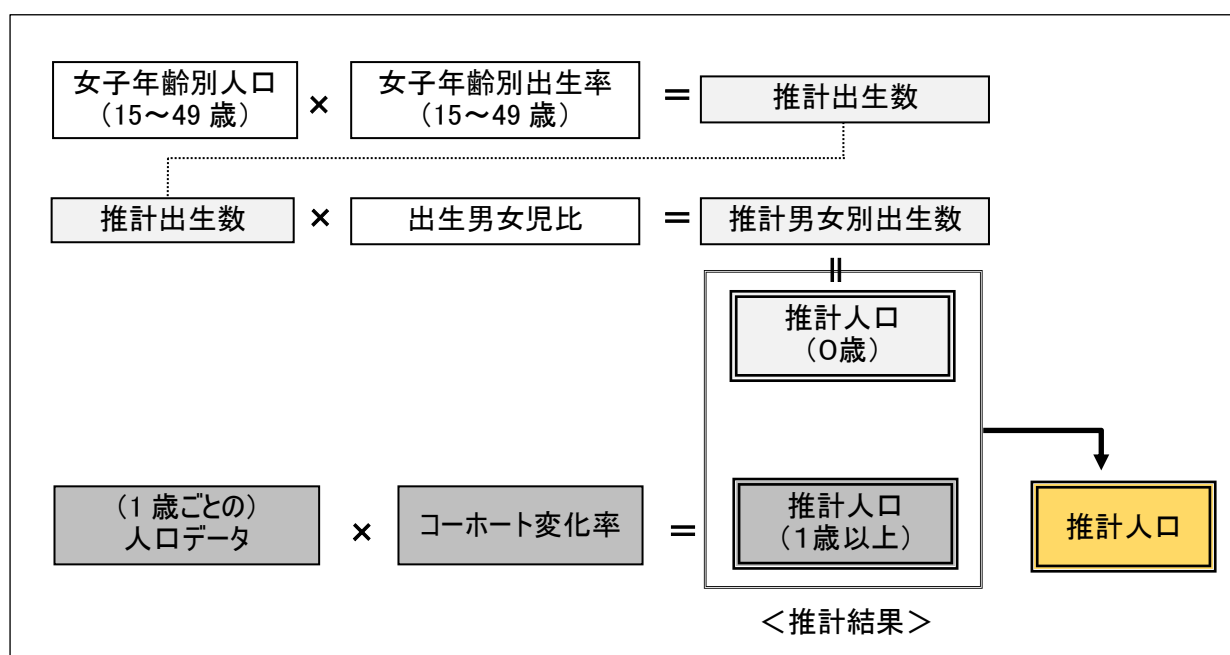 女子年齢別人口
（15～49 歳）
×
女子年齢別出生率
（15～49 歳）
＝
推計出生数
推計出生数
×
出生男女児比
＝
推計男女別出生数
＝
推計人口
（０歳）
（1 歳ごとの）
人口データ
×
コーホート変化率
＝
推計人口
（１歳以上）
推計人口
＜推計結果＞